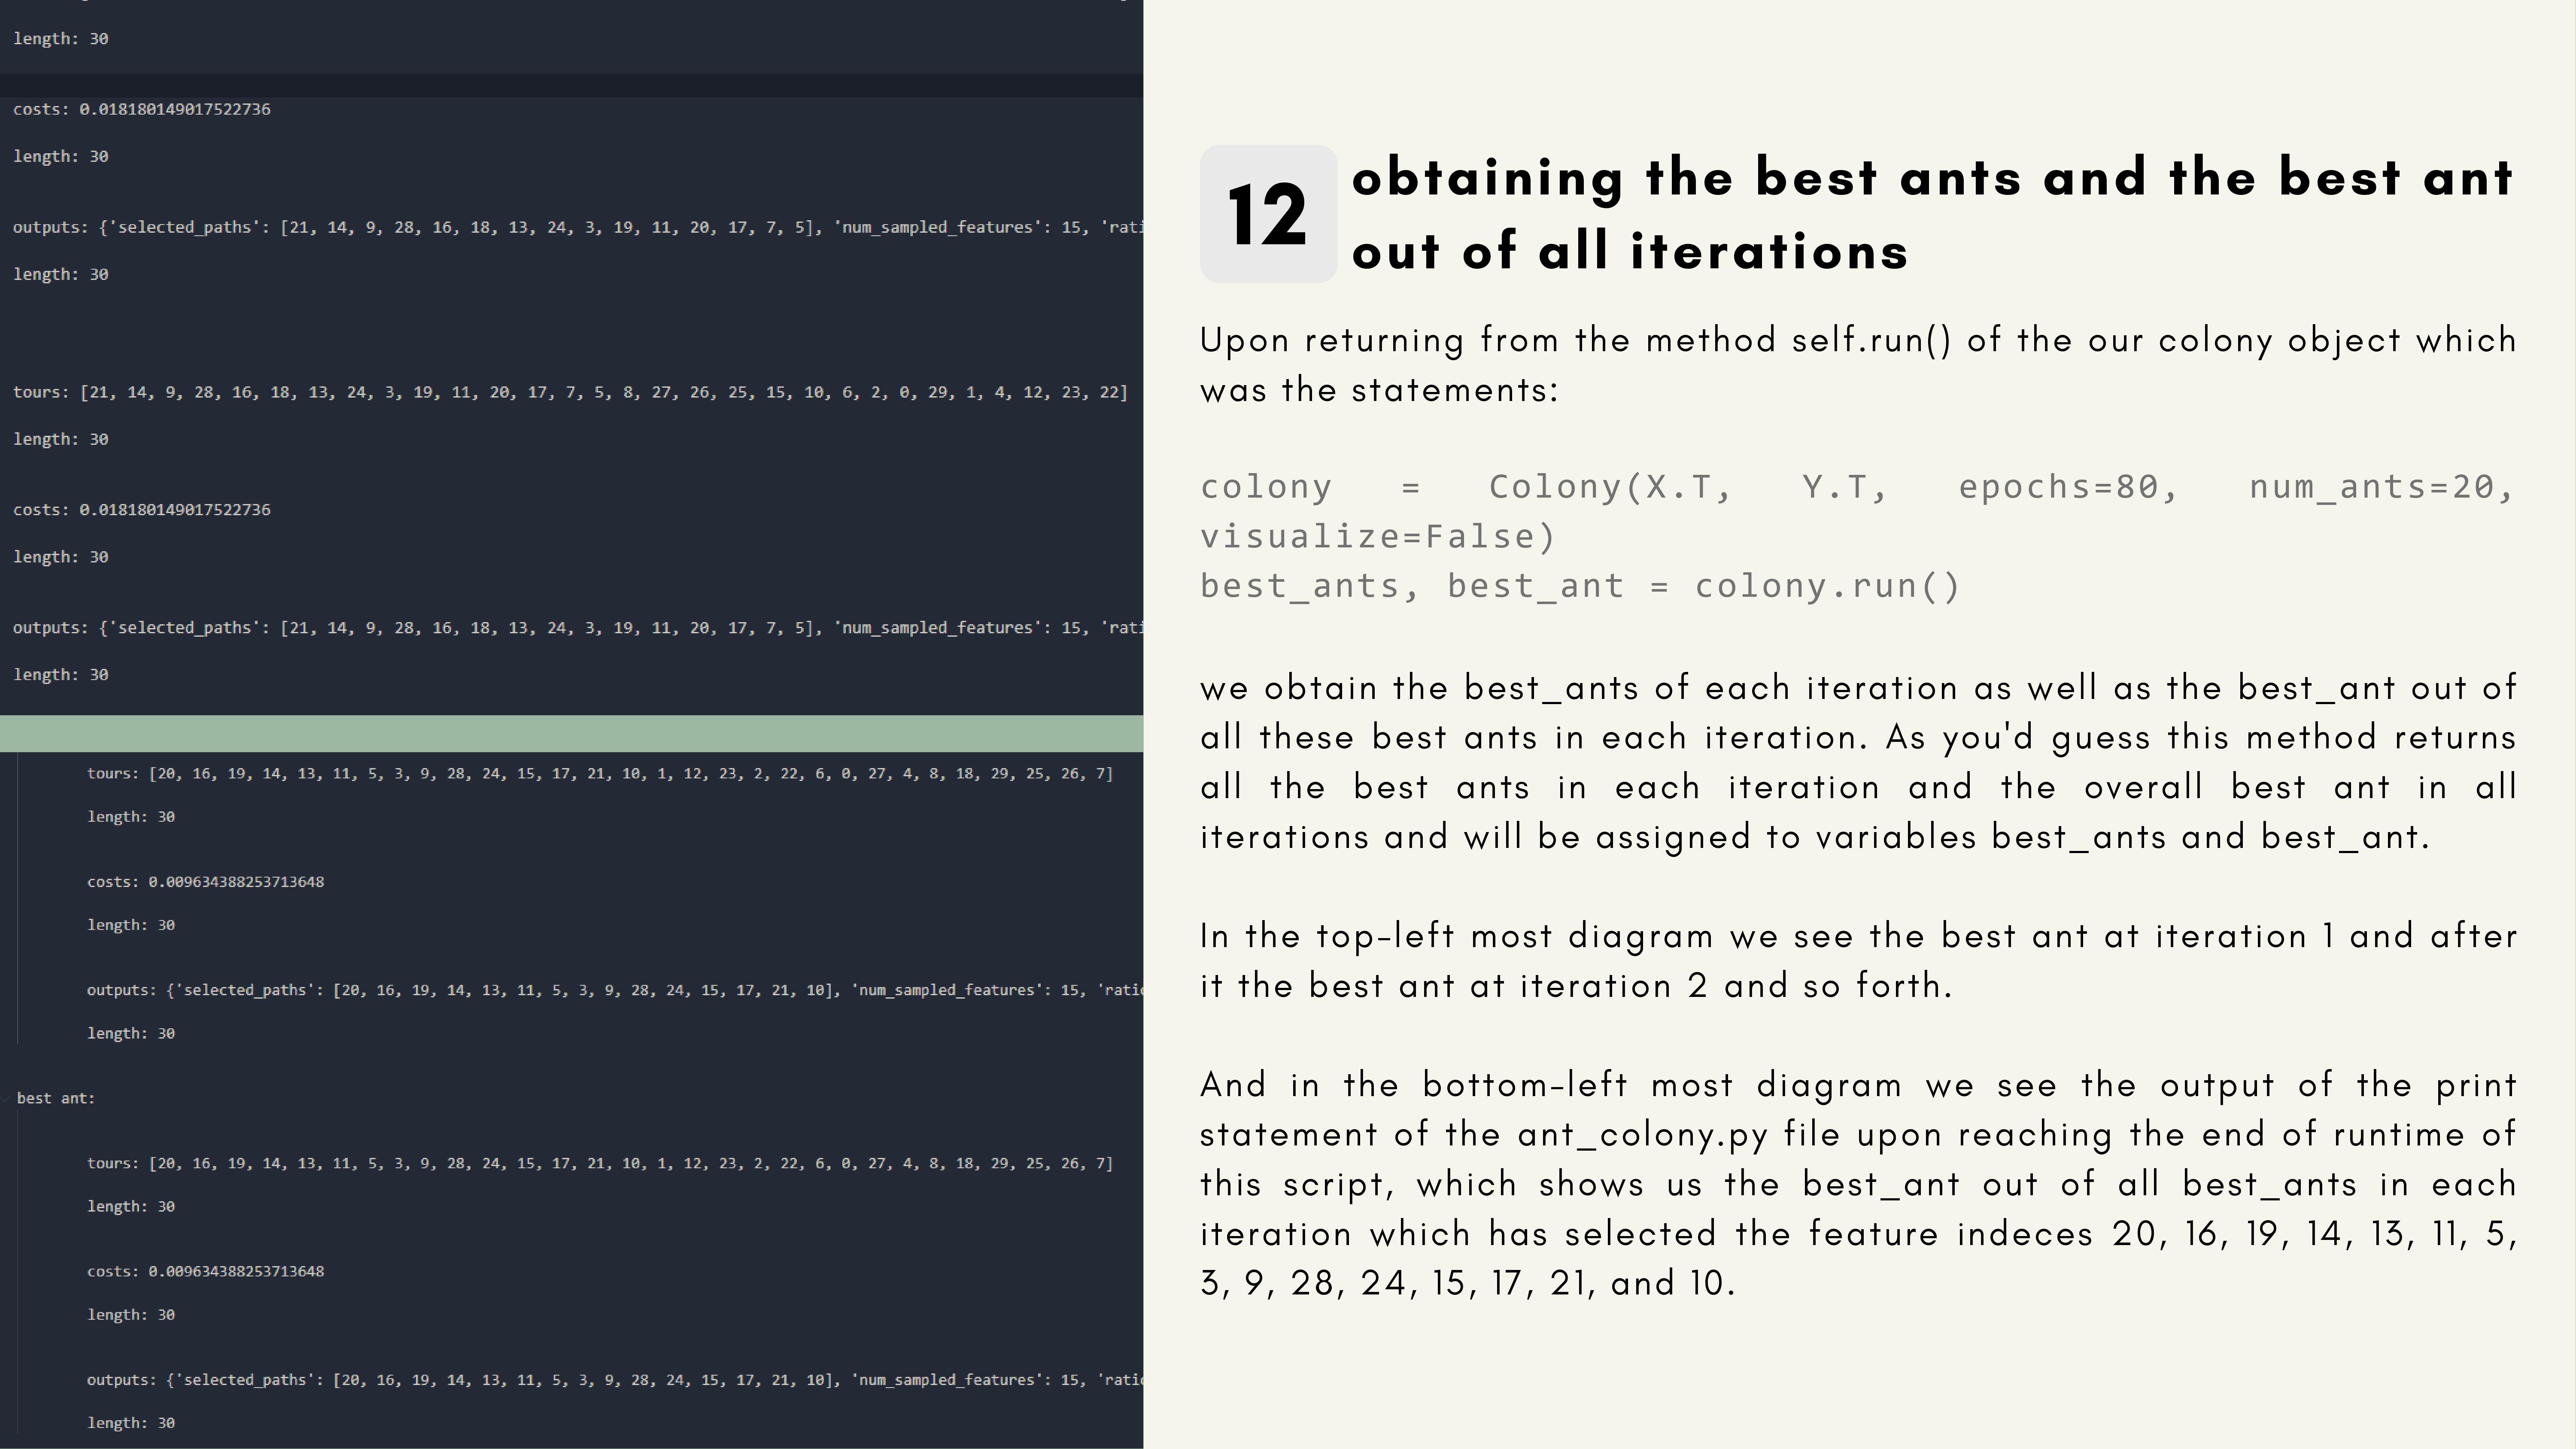 length: 30
costs: 0.018180149017522736
length: 30
outputs: {'selected_paths': [21, 14, 9, 28, 16, 18, 13, 24, 3, 19, 11, 20, 17, 7, 5], 'num_sampled_features': 15, 'rati
length: 30
tours: [21, 14, 9, 28, 16, 18, 13, 24, 3, 19, 11, 20, 17, 7, 5, 8, 27, 26, 25, 15, 10, 6, 2, 0, 29, 1, 4, 12, 23, 22]
length: 30
costs: 0.018180149017522736
length: 30
outputs: {'selected_paths': [21, 14, 9, 28, 16, 18, 13, 24, 3, 19, 11, 20, 17, 7, 5], 'num_sampled_features': 15, 'rati
length: 30
tours: [20, 16, 19, 14, 13, 11, 5, 3, 9, 28, 24, 15, 17, 21, 10, 1, 12, 23, 2, 22, 6, 0, 27, 4, 8, 18, 29, 25, 26, 7]
length: 30
costs: 0.009634388253713648
length: 30
outputs: {'selected_paths': [20, 16, 19, 14, 13, 11, 5, 3, 9, 28, 24, 15, 17, 21, 10], 'num_sampled_features': 15, 'ratio
length: 30
best ant:
tours: [20, 16, 19, 14, 13, 11, 5, 3, 9, 28, 24, 15, 17, 21, 10, 1, 12, 23, 2, 22, 6, 0, 27, 4, 8, 18, 29, 25, 26, 7]
length: 30
costs: 0.009634388253713648
length: 30
outputs: {'selected_paths': [20, 16, 19, 14, 13, 11, 5, 3, 9, 28, 24, 15, 17, 21, 10], 'num_sampled_features': 15, 'ratio
length: 30
12
obtaining the best ants and the best ant
out of all iterations
Upon returning from the method self.run() of the our colony object which
was the statements:
colony = Colony(X.T, Y.T, epochs=80, num_ants=20,
visualize=False)
best_ants, best_ant = colony.run()
we obtain the best_ants of each iteration as well as the best_ant out of
all these best ants in each iteration. As you'd guess this method returns
all the best ants in each iteration and the overall best ant in all
iterations and will be assigned to variables best_ants and best_ant.
In the top-left most diagram we see the best ant at iteration 1 and after
it the best ant at iteration 2 and so forth.
And in the bottom-left most diagram we see the output of the print
statement of the ant_colony.py file upon reaching the end of runtime of
this script, which shows us the best_ant out of all best_ants in each
iteration which has selected the feature indeces 20, 16, 19, 14, 13, 11, 5,
3, 9, 28, 24, 15, 17, 21, and 10.